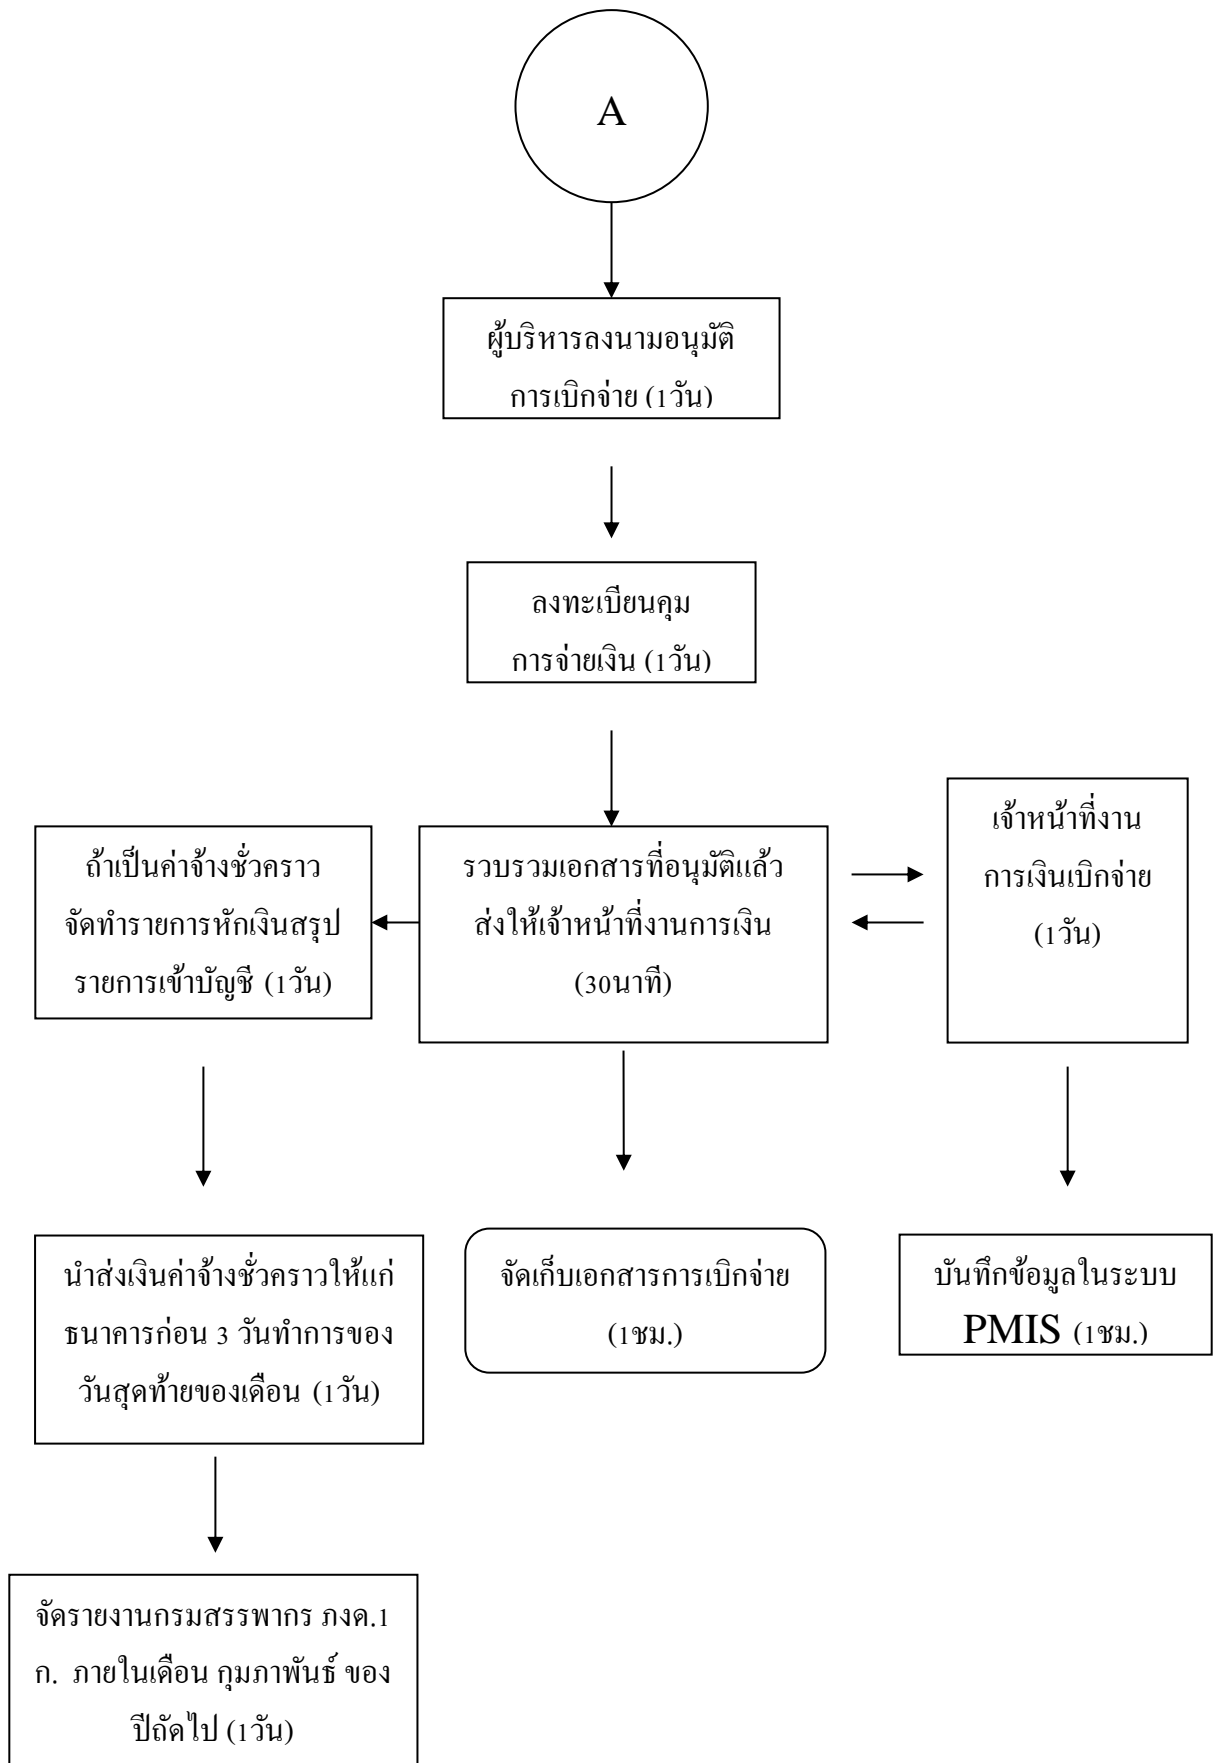 A
ผู้บริหารลงนามอนุมัติ
การเบิกจ่าย (1วัน)
ลงทะเบียนคุม
การจ่ายเงิน (1วัน)
ถ้าเป็นค่าจ้างชั่วคราว
จัดทำรายการหักเงินสรุป
รายการเข้าบัญชี (1วัน)
รวบรวมเอกสารที่อนุมัติแล้ว
ส่งให้เจ้าหน้าที่งานการเงิน
(30นาที)
เจ้าหน้าที่งาน
การเงินเบิกจ่าย
(1วัน)
นำส่งเงินค่าจ้างชั่วคราวให้แก่
ธนาคารก่อน 3 วันทำการของ
วันสุดท้ายของเดือน (1วัน)
จัดเก็บเอกสารการเบิกจ่าย
(1ชม.)
บันทึกข้อมูลในระบบ
PMIS (1ชม.)
จัดรายงานกรมสรรพากร ภงด.1
ก. ภายในเดือน กุมภาพันธ์ ของ
ปีถัดไป (1วัน)